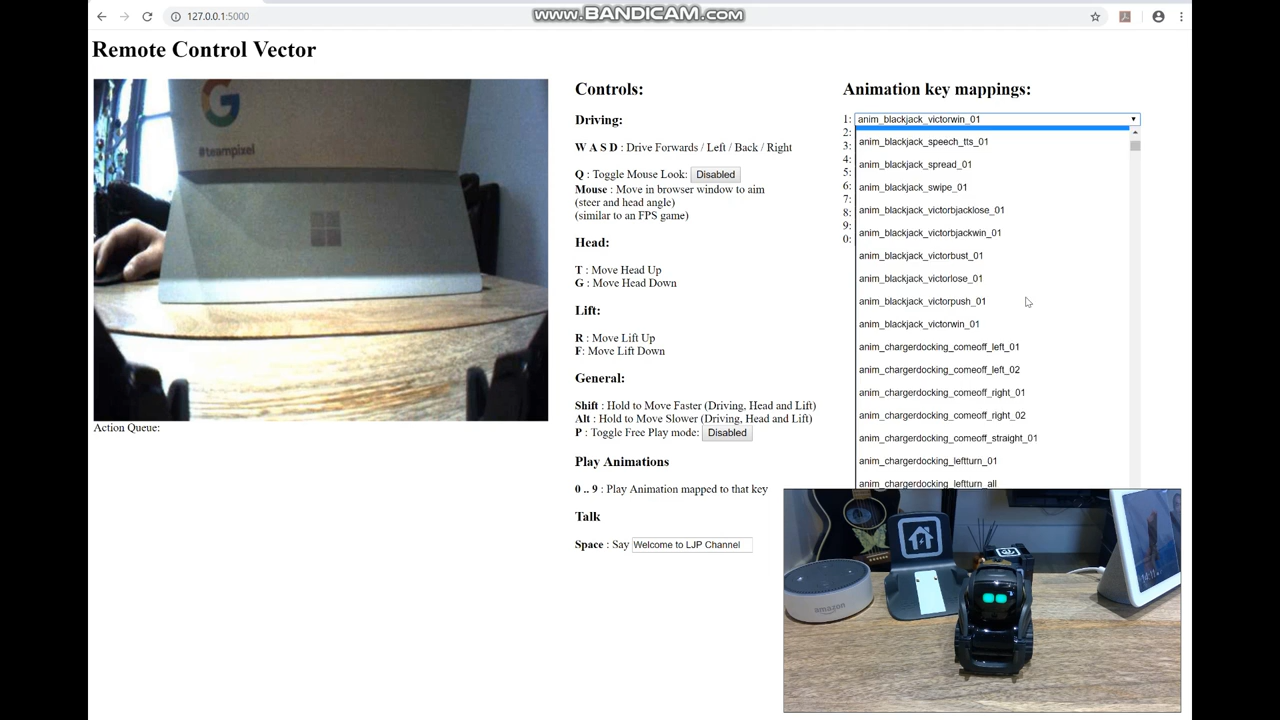 127.0.0.1:5000
www.BANDICAM.com
Remote Control Vector
G
#teampixel
Action Queue:
Controls:
Driving:
W A S D : Drive Forwards / Left / Back / Right
Q : Toggle Mouse Look: Disabled
Mouse : Move in browser window to aim
(steer and head angle)
(similar to an FPS game)
Head:
T : Move Head Up
G : Move Head Down
Lift:
R : Move Lift Up
F: Move Lift Down
General:
Shift : Hold to Move Faster (Driving, Head and Lift)
Alt : Hold to Move Slower (Driving, Head and Lift)
P : Toggle Free Play mode: Disabled
Play Animations
0 .. 9 : Play Animation mapped to that key
Talk
Space : Say Welcome to LJP Channel
Animation key mappings:
1: anim_blackjack_victorwin_01
2:
3:
4:
5:
6:
7:
8:
9:
0:
anim_blackjack_speech_tts_01
anim_blackjack_spread_01
anim_blackjack_swipe_01
anim_blackjack_victorbjacklose_01
anim_blackjack_victorbjackwin_01
anim_blackjack_victorbust_01
anim_blackjack_victorlose_01
anim_blackjack_victorpush_01
anim_blackjack_victorwin_01
anim_chargerdocking_comeoff_left_01
anim_chargerdocking_comeoff_left_02
anim_chargerdocking_comeoff_right_01
anim_chargerdocking_comeoff_right_02
anim_chargerdocking_comeoff_straight_01
anim_chargerdocking_leftturn_01
anim_chargerdocking_leftturn_all
amazon